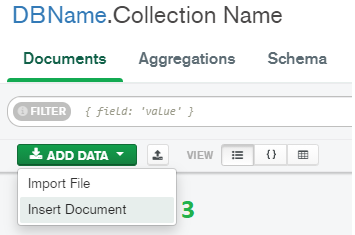 DBName.Collection Name
Documents Aggregations Schema
FILTER { field: 'value' }
ADD DATA VIEW {}
Import File
Insert Document 3